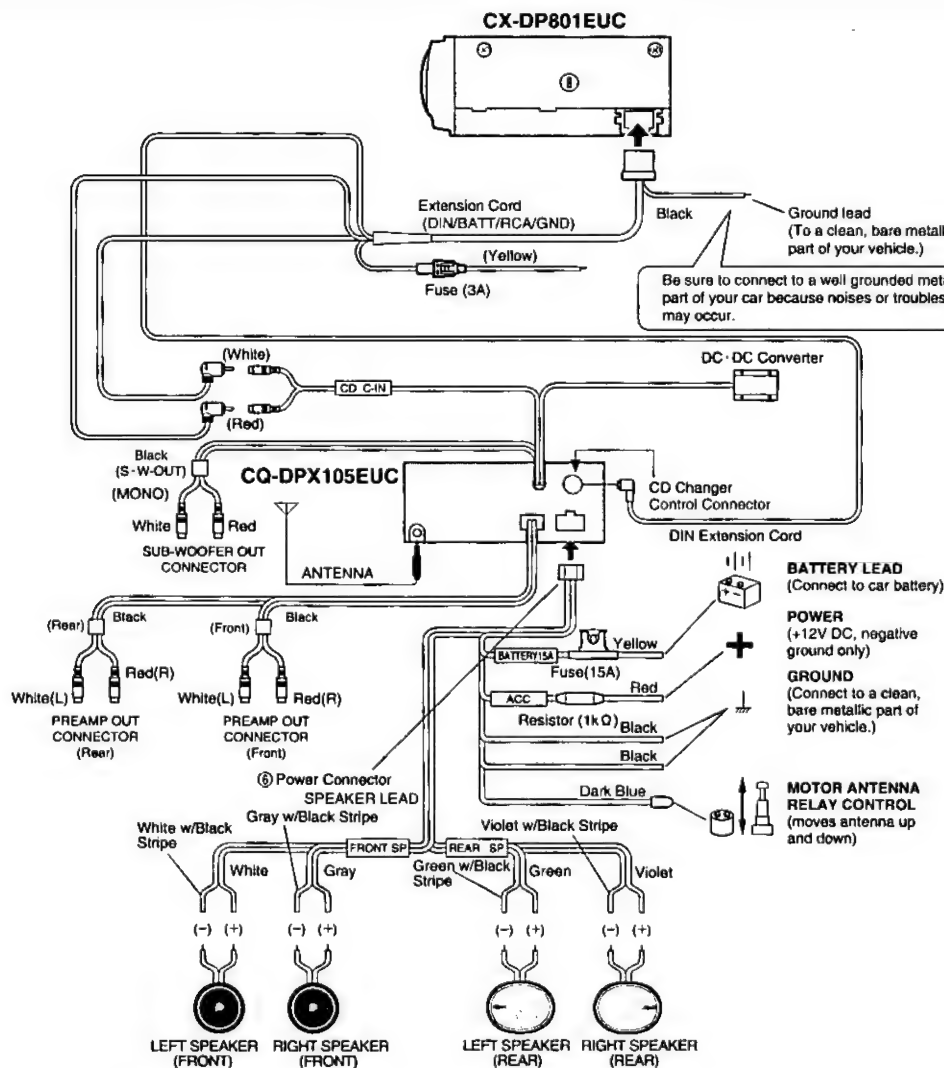 CX-DP801EUC
Extension Cord
(DIN/BATT/RCA/GND)
Black
Ground lead
(To a clean, bare metall
part of your vehicle.)
(Yellow)
Fuse (3A)
Be sure to connect to a well grounded meta
part of your car because noises or troubles
may occur.
DC·DC Converter
(White)
CD C-IN
(Red)
Black
(S-W-OUT)
(MONO)
White
Red
SUB-WOOFER OUT
CONNECTOR
CQ-DPX105EUC
CD Changer
Control Connector
DIN Extension Cord
ANTENNA
BATTERY LEAD
(Connect to car battery)
(Rear)
Black
(Front)
Black
BATTERY15A
Yellow
Fuse(15A)
POWER
(+12V DC, negative
ground only)
White(L)
Red(R)
White(L)
Red(R)
ACC
Red
Resistor (1kΩ)
GROUND
(Connect to a clean,
bare metallic part of
your vehicle.)
PREAMP OUT
CONNECTOR
(Rear)
PREAMP OUT
CONNECTOR
(Front)
Black
Black
⑥ Power Connector
SPEAKER LEAD
Dark Blue
MOTOR ANTENNA
RELAY CONTROL
(moves antenna up
and down)
White w/Black
Stripe
Gray w/Black Stripe
Violet w/Black Stripe
FRONT SP
REAR SP
White
Gray
Green w/Black
Stripe
Green
Violet
(-) (+)
(-) (+)
(-) (+)
(-) (+)
LEFT SPEAKER
(FRONT)
RIGHT SPEAKER
(FRONT)
LEFT SPEAKER
(REAR)
RIGHT SPEAKER
(REAR)